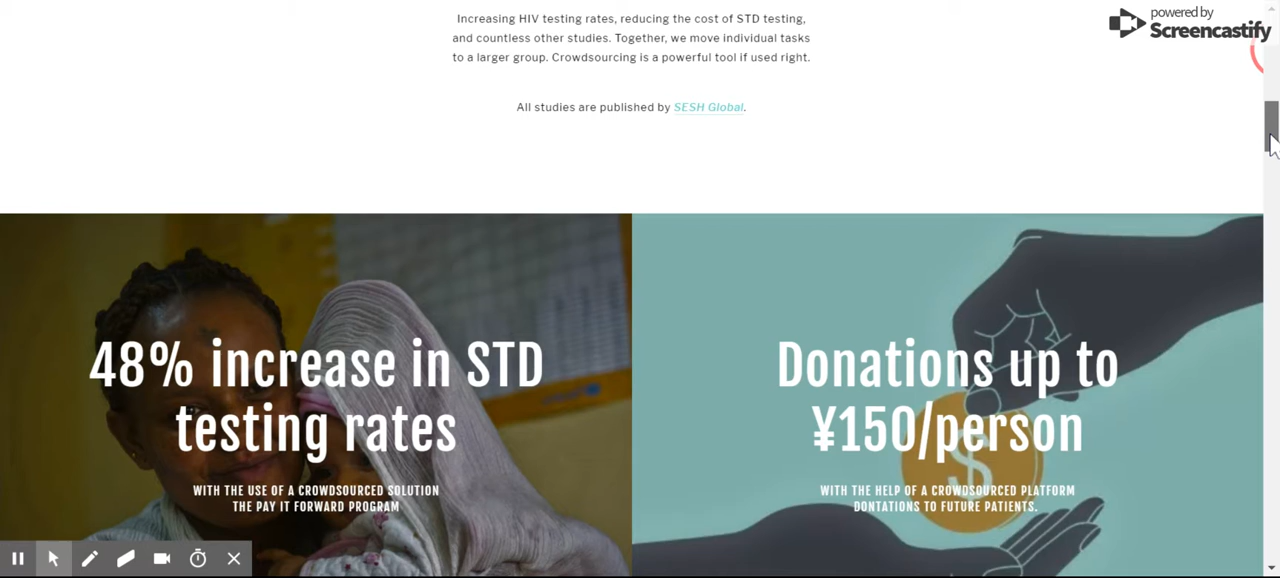 powered by
Screencastify
Increasing HIV testing rates, reducing the cost of STD testing,
and countless other studies. Together, we move individual tasks
to a larger group. Crowdsourcing is a powerful tool if used right.
All studies are published by SESH Global.
48% increase in STD
testing rates
WITH THE USE OF A CROWDSOURCED SOLUTION
THE PAY IT FORWARD PROGRAM
Donations up to
¥150/person
WITH THE HELP OF A CROWDSOURCED PLATFORM
DONTATIONS TO FUTURE PATIENTS.
$